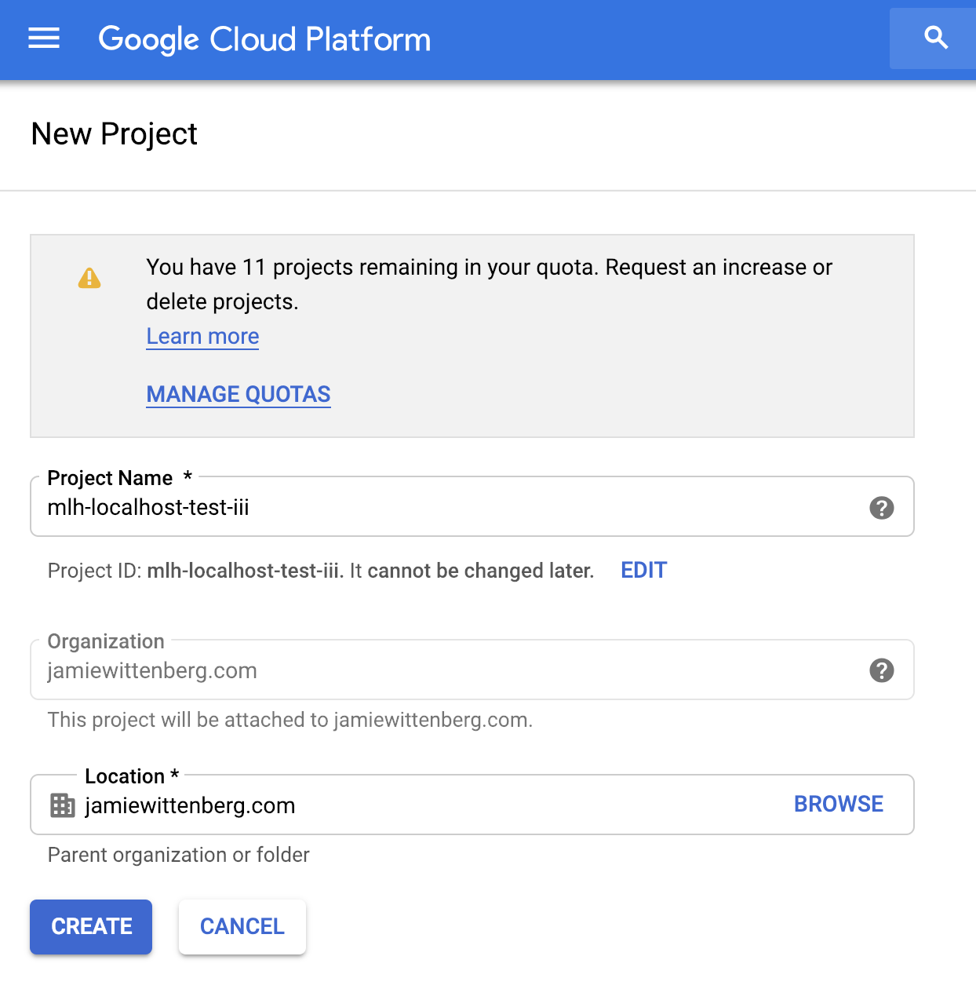 Google Cloud Platform
New Project
You have 11 projects remaining in your quota. Request an increase or
delete projects.
Learn more
MANAGE QUOTAS
Project Name *
mlh-localhost-test-iii
Project ID: mlh-localhost-test-iii. It cannot be changed later. EDIT
Organization
jamiewittenberg.com
This project will be attached to jamiewittenberg.com.
Location *
jamiewittenberg.com BROWSE
Parent organization or folder
CREATE CANCEL